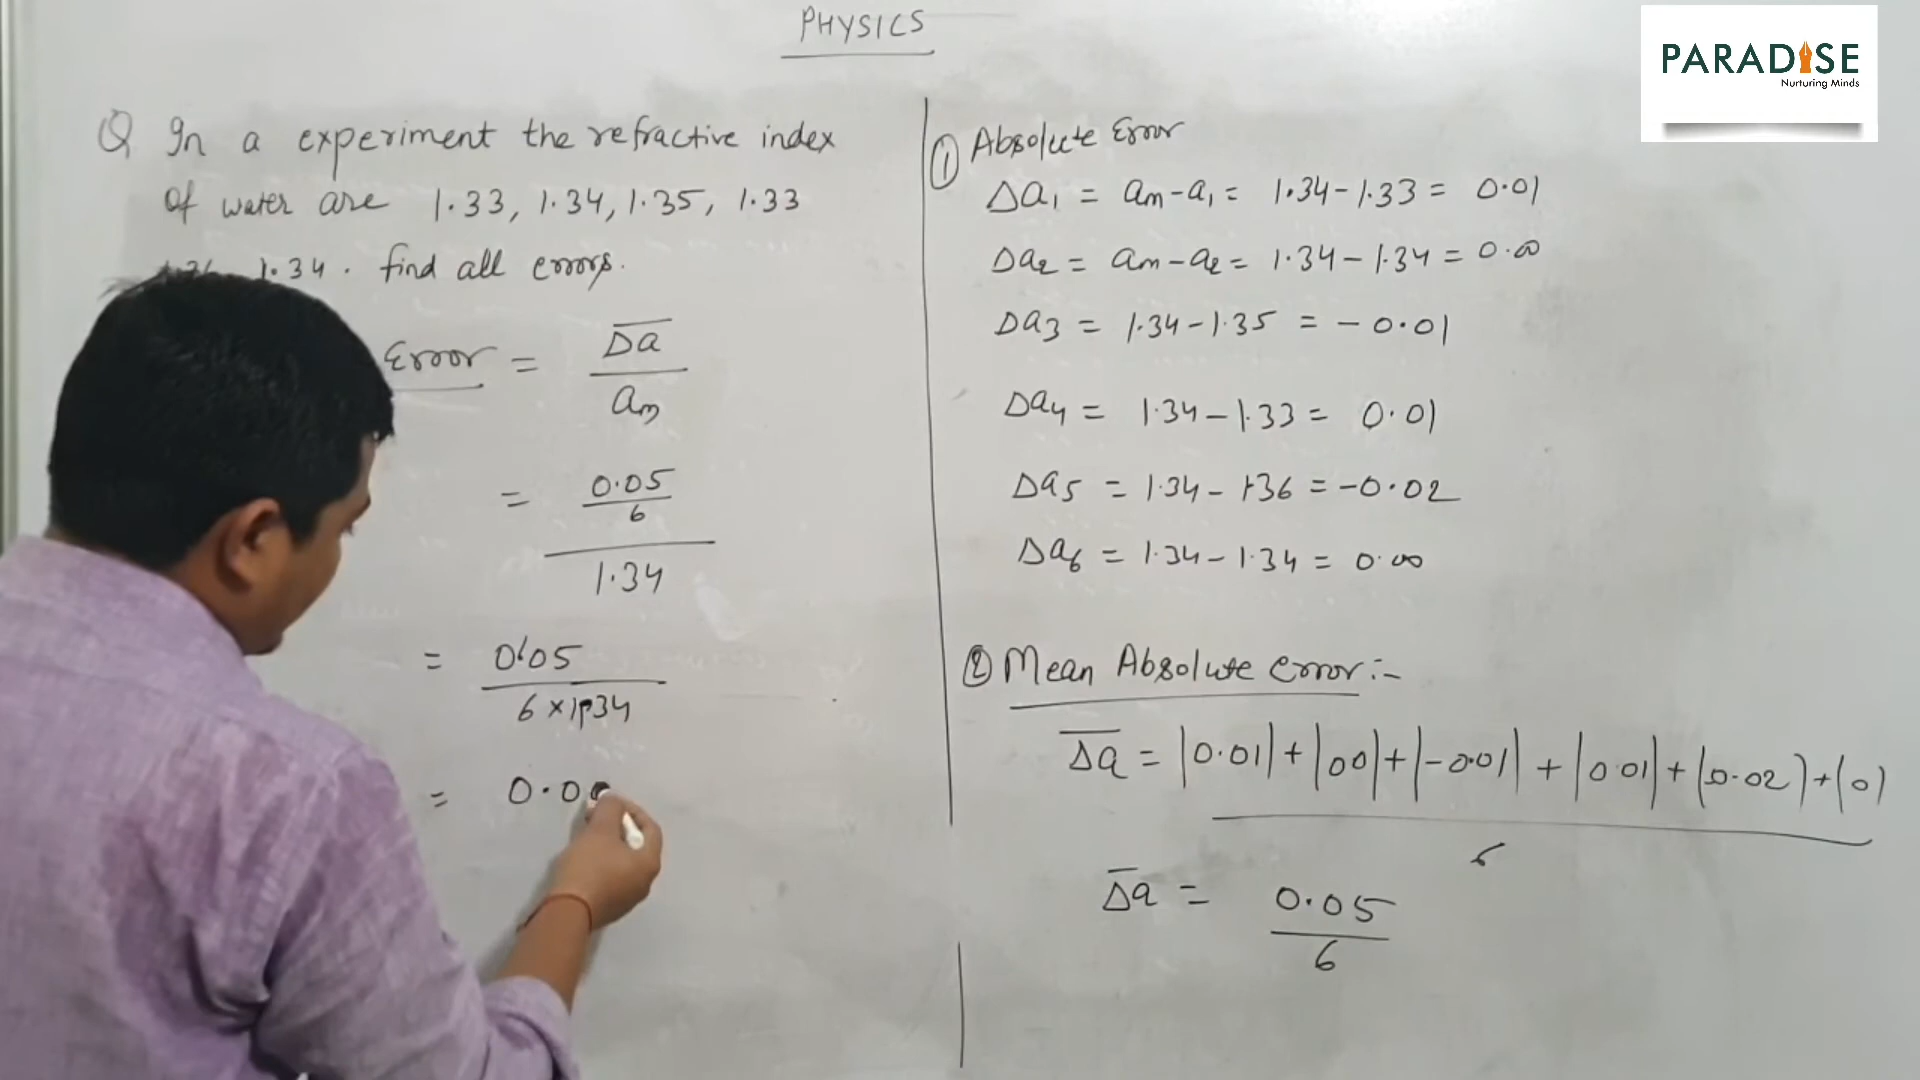 PHYSICS
PARADISE
Nurturing Minds
Q In a experiment the refractive index
of water are 1.33, 1.34, 1.35, 1.33
1.34. find all errors.
Error = Δa̅ / am
= 0.05/6 / 1.34
= 0.05 / 6 × 1.34
= 0.00
① Absolute Error
Δa₁ = am - a₁ = 1.34 - 1.33 = 0.01
Δa₂ = am - a₂ = 1.34 - 1.34 = 0.00
Δa3 = 1.34 - 1.35 = - 0.01
Δa4 = 1.34 - 1.33 = 0.01
Δa5 = 1.34 - 1.36 = -0.02
Δa6 = 1.34 - 1.34 = 0.00
② Mean Absolute error :-
Δa̅ = |0.01| + |00| + |-0.01| + |0.01| + |0.02| + |0|
6
Δa̅ = 0.05 / 6